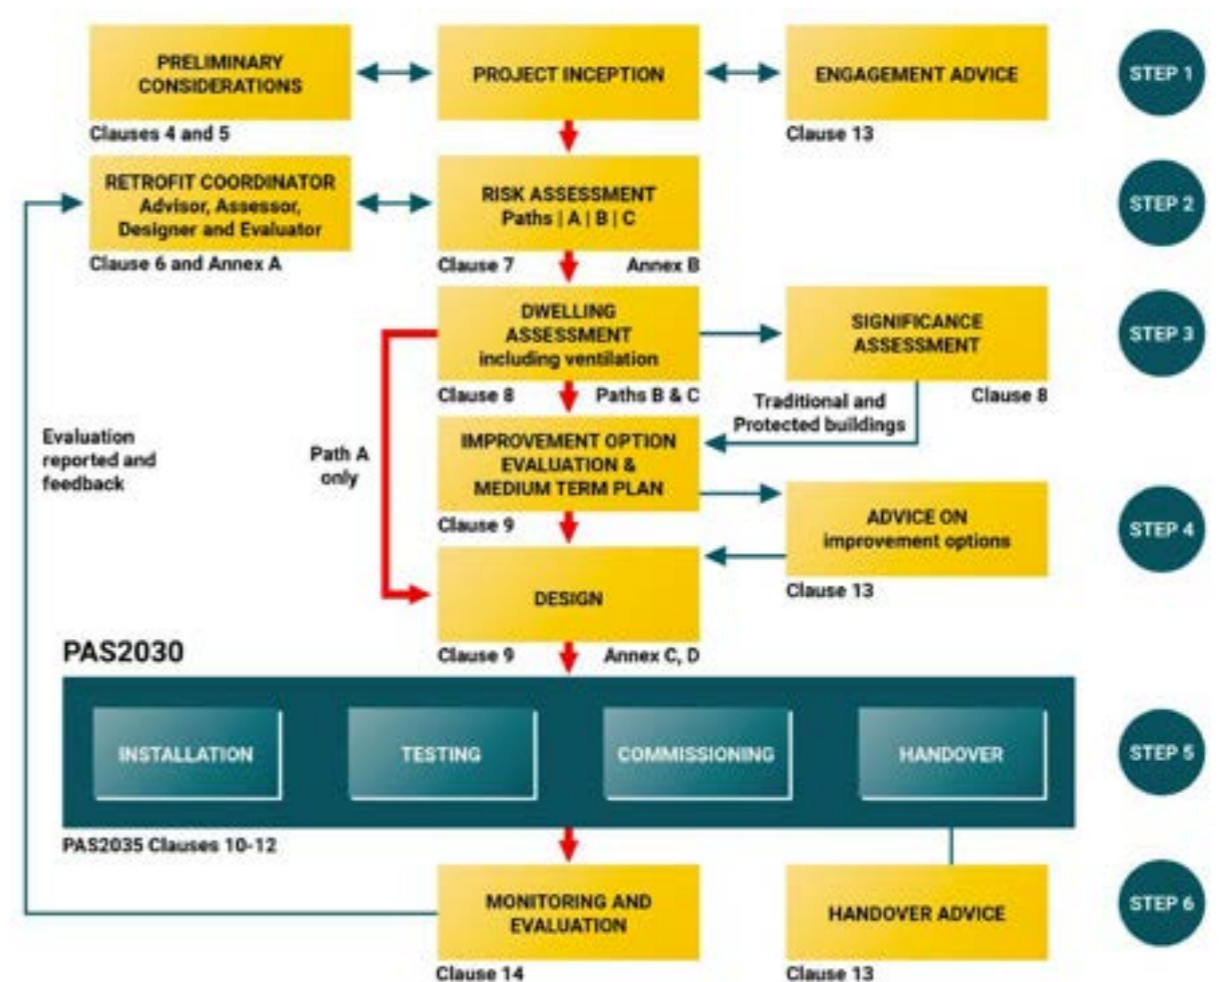 PRELIMINARY
CONSIDERATIONS
PROJECT INCEPTION
ENGAGEMENT ADVICE
STEP 1
Clauses 4 and 5
Clause 13
RETROFIT COORDINATOR
Advisor, Assessor,
Designer and Evaluator
RISK ASSESSMENT
Paths | A | B | C
STEP 2
Clause 6 and Annex A
Clause 7
Annex B
DWELLING
ASSESSMENT
including ventilation
SIGNIFICANCE
ASSESSMENT
STEP 3
Clause 8
Paths B & C
Clause 8
Traditional and
Protected buildings
Evaluation
reported and
feedback
Path A
only
IMPROVEMENT OPTION
EVALUATION &
MEDIUM TERM PLAN
Clause 9
ADVICE ON
improvement options
STEP 4
Clause 13
DESIGN
Clause 9
Annex C, D
PAS2030
INSTALLATION
TESTING
COMMISSIONING
HANDOVER
STEP 5
PAS2035 Clauses 10-12
MONITORING AND
EVALUATION
HANDOVER ADVICE
STEP 6
Clause 14
Clause 13